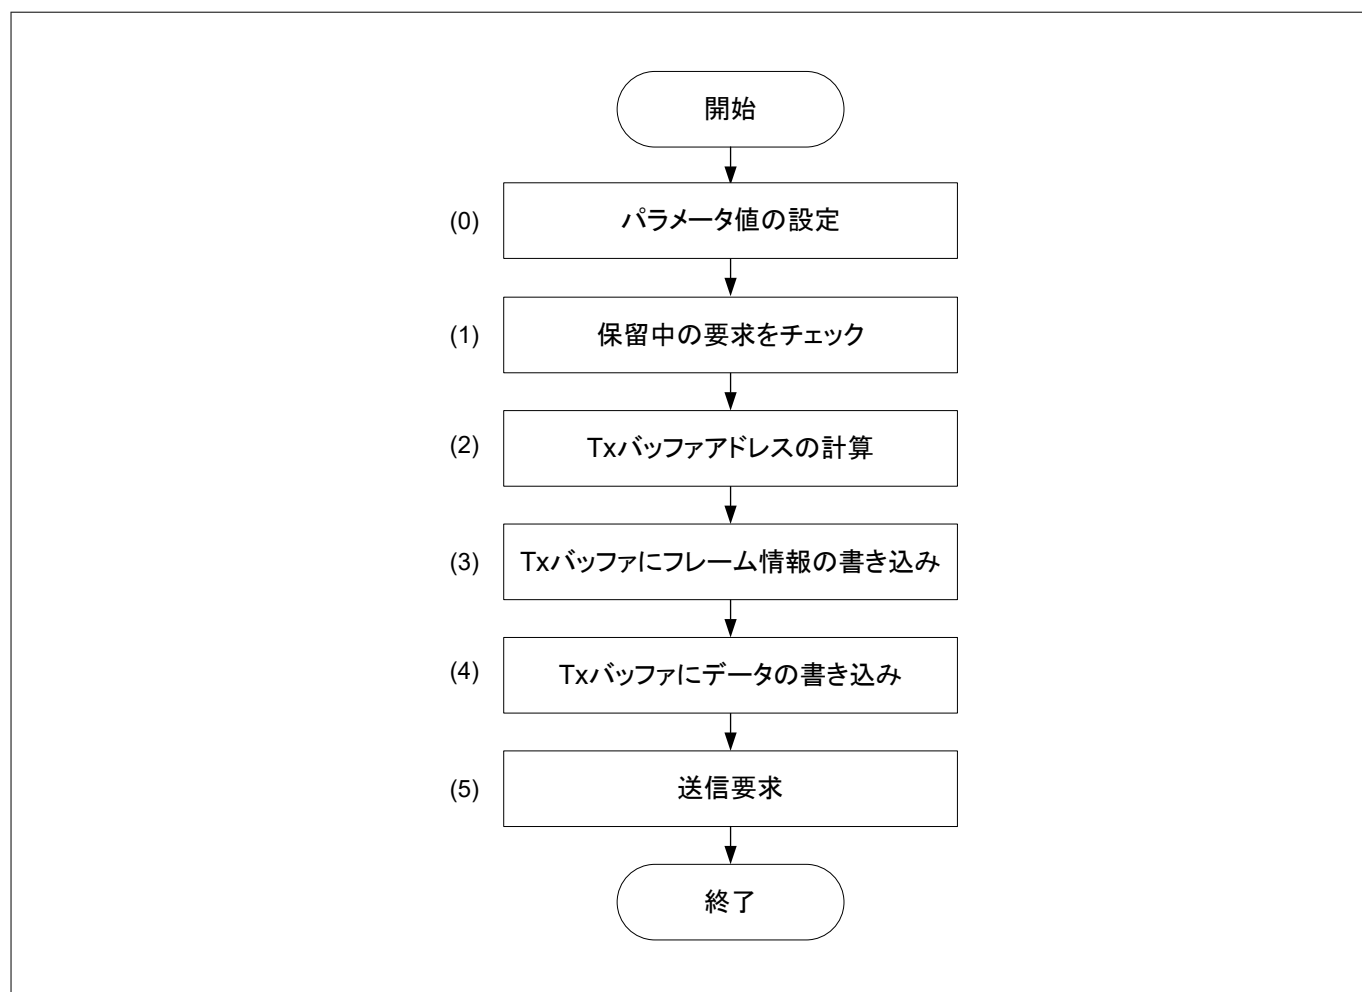 開始
(0) パラメータ値の設定
(1) 保留中の要求をチェック
(2) Txバッファアドレスの計算
(3) Txバッファにフレーム情報の書き込み
(4) Txバッファにデータの書き込み
(5) 送信要求
終了